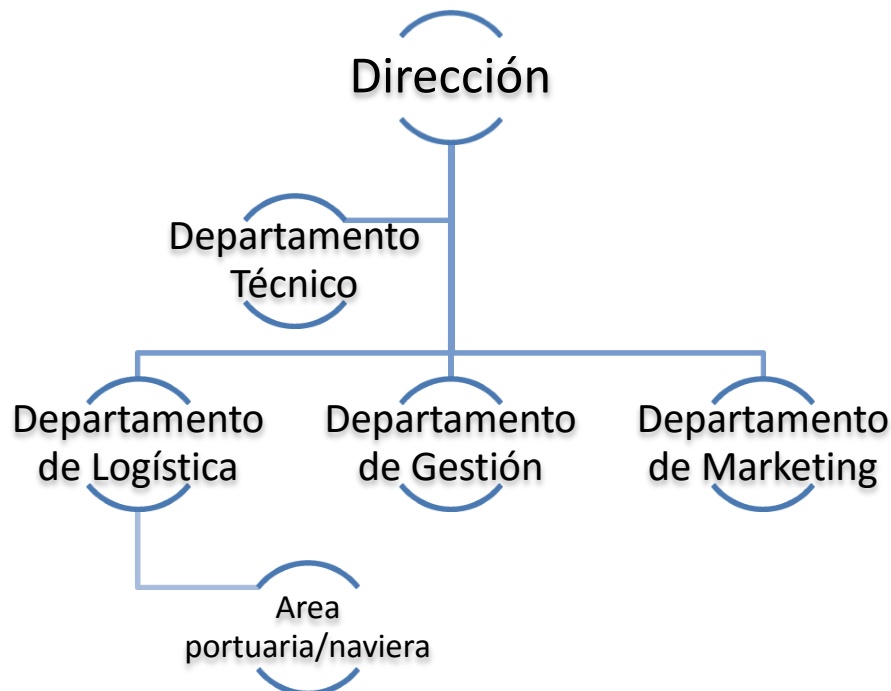 Dirección
Departamento
Técnico
Departamento
de Logística
Departamento
de Gestión
Departamento
de Marketing
Area
portuaria/naviera